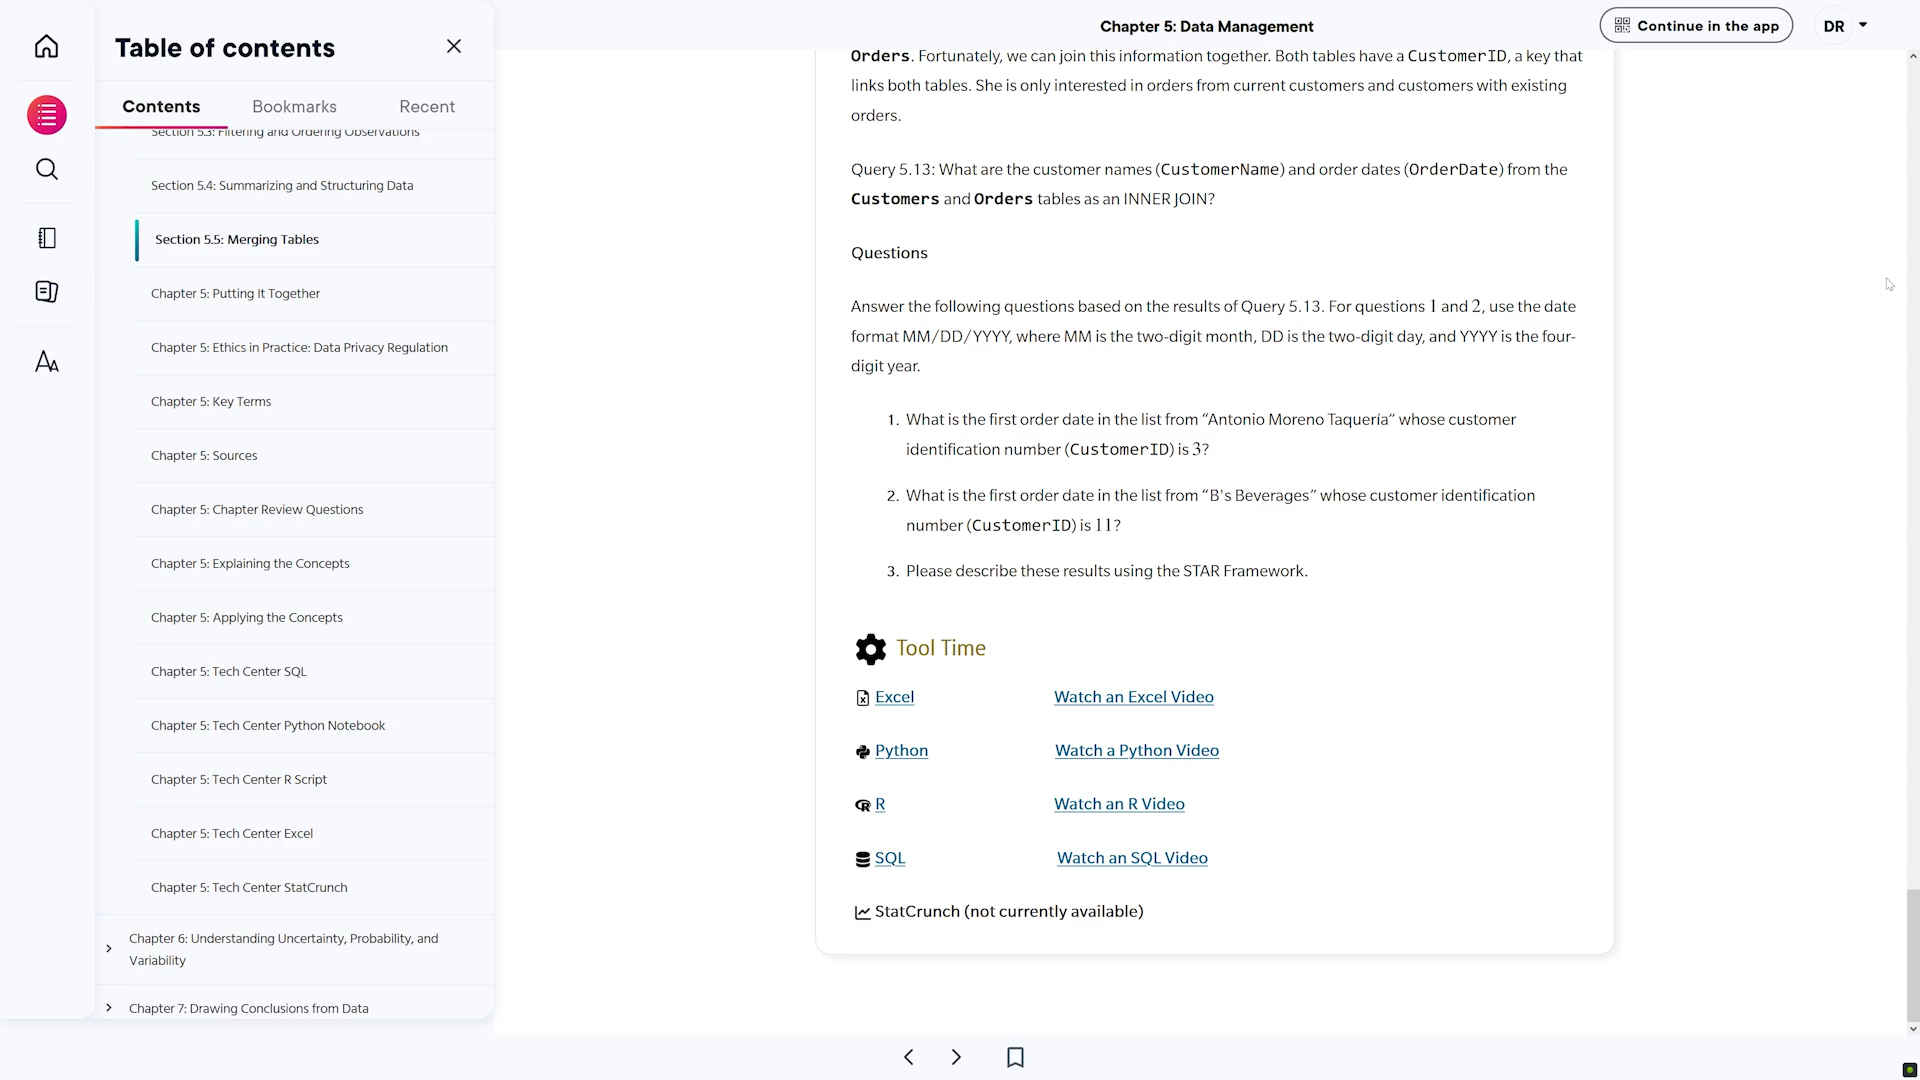 Table of contents
Contents
Bookmarks
Recent
Section 5.3: Filtering and Ordering Observations
Section 5.4: Summarizing and Structuring Data
Section 5.5: Merging Tables
Chapter 5: Putting It Together
Chapter 5: Ethics in Practice: Data Privacy Regulation
Chapter 5: Key Terms
Chapter 5: Sources
Chapter 5: Chapter Review Questions
Chapter 5: Explaining the Concepts
Chapter 5: Applying the Concepts
Chapter 5: Tech Center SQL
Chapter 5: Tech Center Python Notebook
Chapter 5: Tech Center R Script
Chapter 5: Tech Center Excel
Chapter 5: Tech Center StatCrunch
Chapter 6: Understanding Uncertainty, Probability, and
Variability
Chapter 7: Drawing Conclusions from Data
Chapter 5: Data Management
Continue in the app
DR
Orders. Fortunately, we can join this information together. Both tables have a CustomerID, a key that
links both tables. She is only interested in orders from current customers and customers with existing
orders.
Query 5.13: What are the customer names (CustomerName) and order dates (OrderDate) from the
Customers and Orders tables as an INNER JOIN?
Questions
Answer the following questions based on the results of Query 5.13. For questions 1 and 2, use the date
format MM/DD/YYYY, where MM is the two-digit month, DD is the two-digit day, and YYYY is the four-
digit year.
1. What is the first order date in the list from “Antonio Moreno Taquería” whose customer
identification number (CustomerID) is 3?
2. What is the first order date in the list from “B's Beverages” whose customer identification
number (CustomerID) is 11?
3. Please describe these results using the STAR Framework.
Tool Time
Excel Watch an Excel Video
Python Watch a Python Video
R Watch an R Video
SQL Watch an SQL Video
StatCrunch (not currently available)